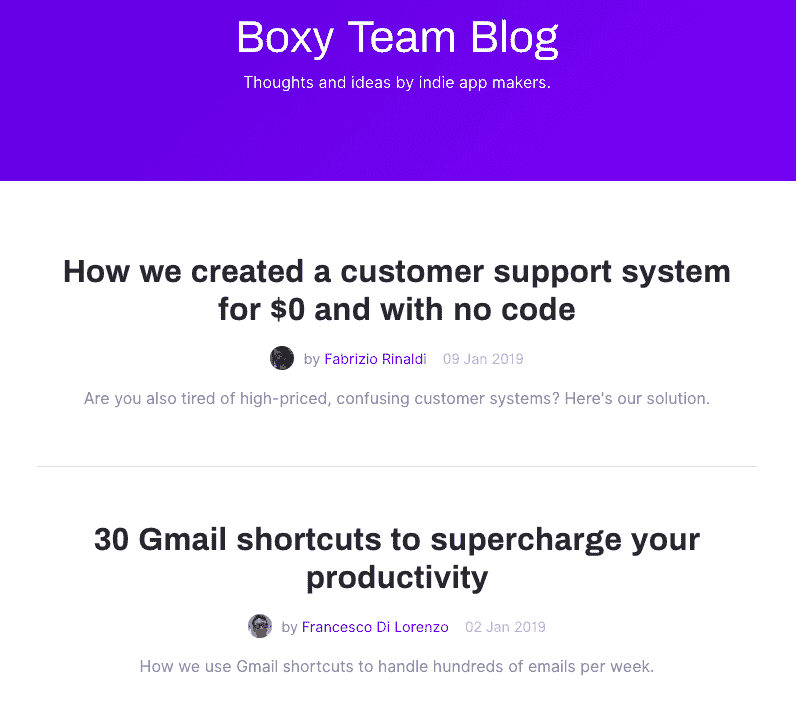 Boxy Team Blog
Thoughts and ideas by indie app makers.
How we created a customer support system
for $0 and with no code
by Fabrizio Rinaldi 09 Jan 2019
Are you also tired of high-priced, confusing customer systems? Here's our solution.
30 Gmail shortcuts to supercharge your
productivity
by Francesco Di Lorenzo 02 Jan 2019
How we use Gmail shortcuts to handle hundreds of emails per week.